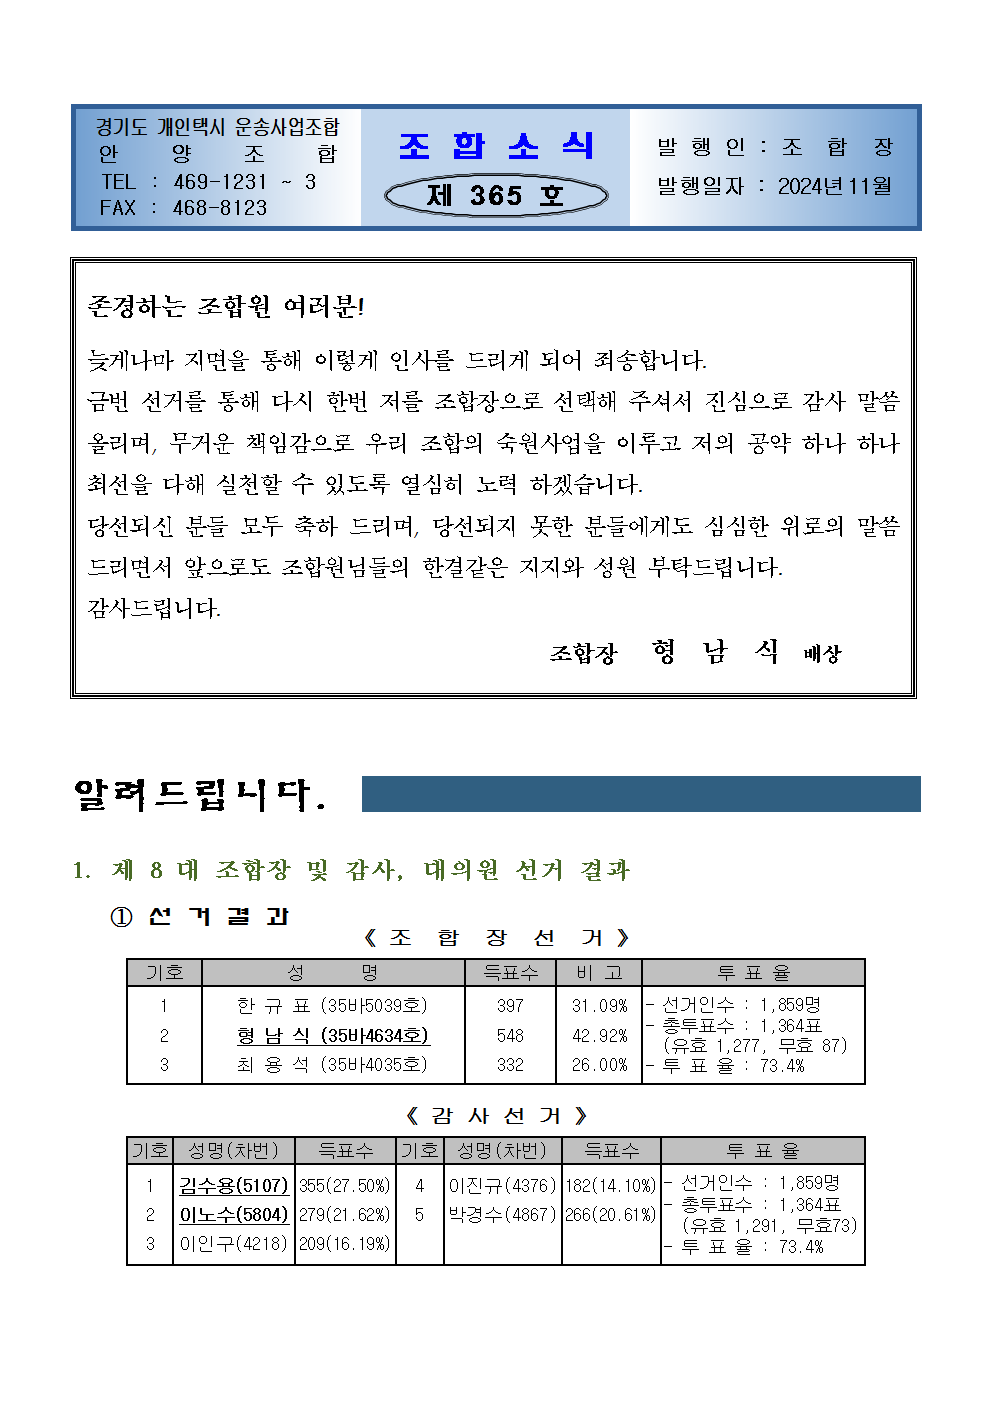 경기도 개인택시 운송사업조합
안 양 조 합
TEL : 469-1231 ~ 3
FAX : 468-8123
조 합 소 식
제 365 호
발 행 인 : 조 합 장
발행일자 : 2024년 11월
존경하는 조합원 여러분!
늦게나마 지면을 통해 이렇게 인사를 드리게 되어 죄송합니다.
금번 선거를 통해 다시 한번 저를 조합장으로 선택해 주셔서 진심으로 감사 말씀
올리며, 무거운 책임감으로 우리 조합의 숙원사업을 이루고 저의 공약 하나 하나
최선을 다해 실천할 수 있도록 열심히 노력 하겠습니다.
당선되신 분들 모두 축하 드리며, 당선되지 못한 분들에게도 심심한 위로의 말씀
드리면서 앞으로도 조합원님들의 한결같은 지지와 성원 부탁드립니다.
감사드립니다.
조합장 형 남 식 배상
알려드립니다.
1. 제 8 대 조합장 및 감사, 대의원 선거 결과
① 선 거 결 과
《 조 합 장 선 거 》
기호 성 명 득표수 비 고 투 표 율
1 한 규 표 (35바5039호) 397 31.09% - 선거인수 : 1,859명
2 형 남 식 (35바4634호) 548 42.92% - 총투표수 : 1,364표
(유효 1,277, 무효 87)
3 최 용 석 (35바4035호) 332 26.00% - 투 표 율 : 73.4%
《 감 사 선 거 》
기호 성명(차번) 득표수 기호 성명(차번) 득표수 투 표 율
1 김수용(5107) 355(27.50%) 4 이진규(4376) 182(14.10%) - 선거인수 : 1,859명
2 이노수(5804) 279(21.62%) 5 박경수(4867) 266(20.61%) - 총투표수 : 1,364표
(유효 1,291, 무효73)
3 이인구(4218) 209(16.19%) - 투 표 율 : 73.4%